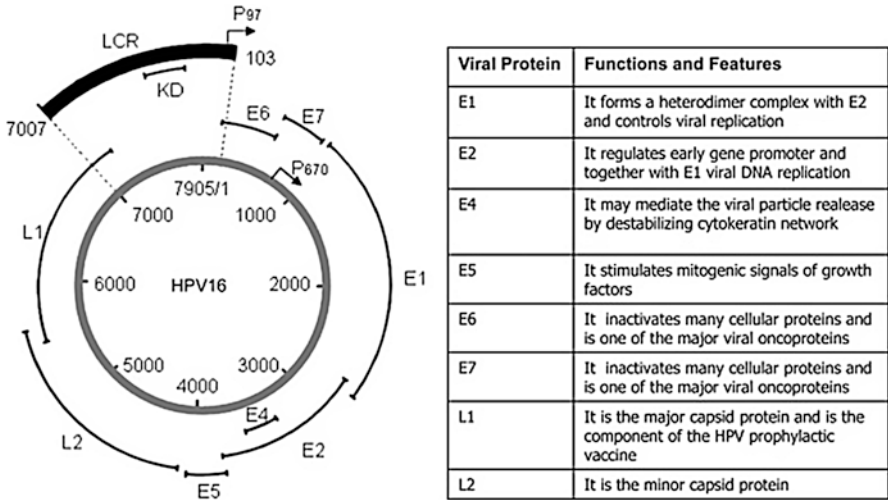 P97
LCR
103
KD
7007
E6
E7
P670
7905/1
7000
1000
L1
6000
HPV16
2000
E1
5000
3000
4000
E4
L2
E2
E5
Viral Protein Functions and Features
E1 It forms a heterodimer complex with E2
and controls viral replication
E2 It regulates early gene promoter and
together with E1 viral DNA replication
E4 It may mediate the viral particle realease
by destabilizing cytokeratin network
E5 It stimulates mitogenic signals of growth
factors
E6 It inactivates many cellular proteins and
is one of the major viral oncoproteins
E7 It inactivates many cellular proteins and
is one of the major viral oncoproteins
L1 It is the major capsid protein and is the
component of the HPV prophylactic
vaccine
L2 It is the minor capsid protein